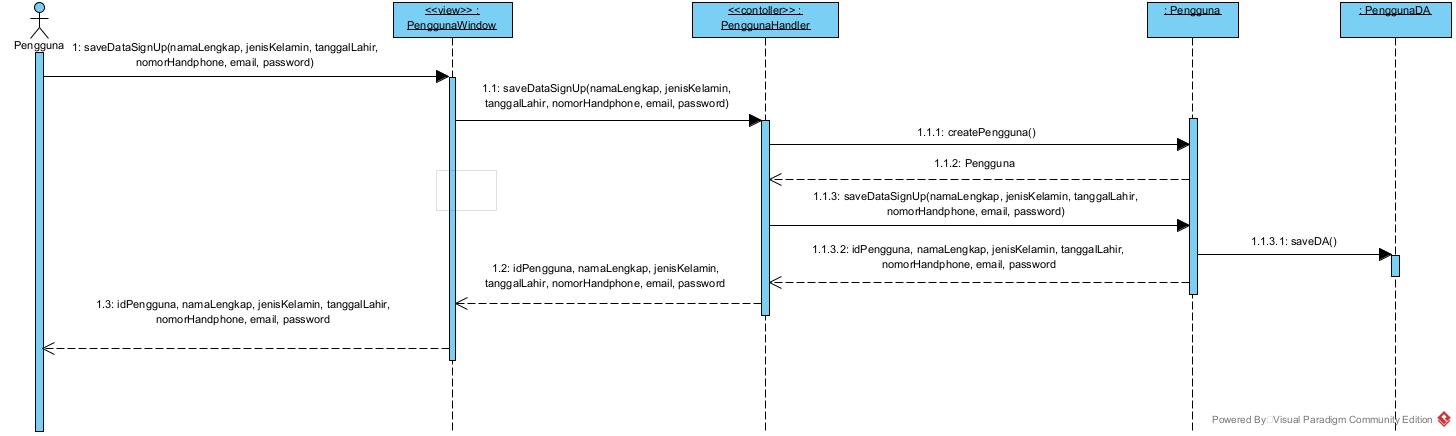 <<view>> :
PenggunaWindow
<<contoller>> :
PenggunaHandler
: Pengguna
: PenggunaDA
Pengguna
1: saveDataSignUp(namaLengkap, jenisKelamin, tanggalLahir,
nomorHandphone, email, password)
1.1: saveDataSignUp(namaLengkap, jenisKelamin,
tanggalLahir, nomorHandphone, email, password)
1.1.1: createPengguna()
1.1.2: Pengguna
1.1.3: saveDataSignUp(namaLengkap, jenisKelamin, tanggalLahir,
nomorHandphone, email, password)
1.1.3.1: saveDA()
1.1.3.2: idPengguna, namaLengkap, jenisKelamin, tanggalLahir,
nomorHandphone, email, password
1.2: idPengguna, namaLengkap, jenisKelamin,
tanggalLahir, nomorHandphone, email, password
1.3: idPengguna, namaLengkap, jenisKelamin, tanggalLahir,
nomorHandphone, email, password
Powered By Visual Paradigm Community Edition